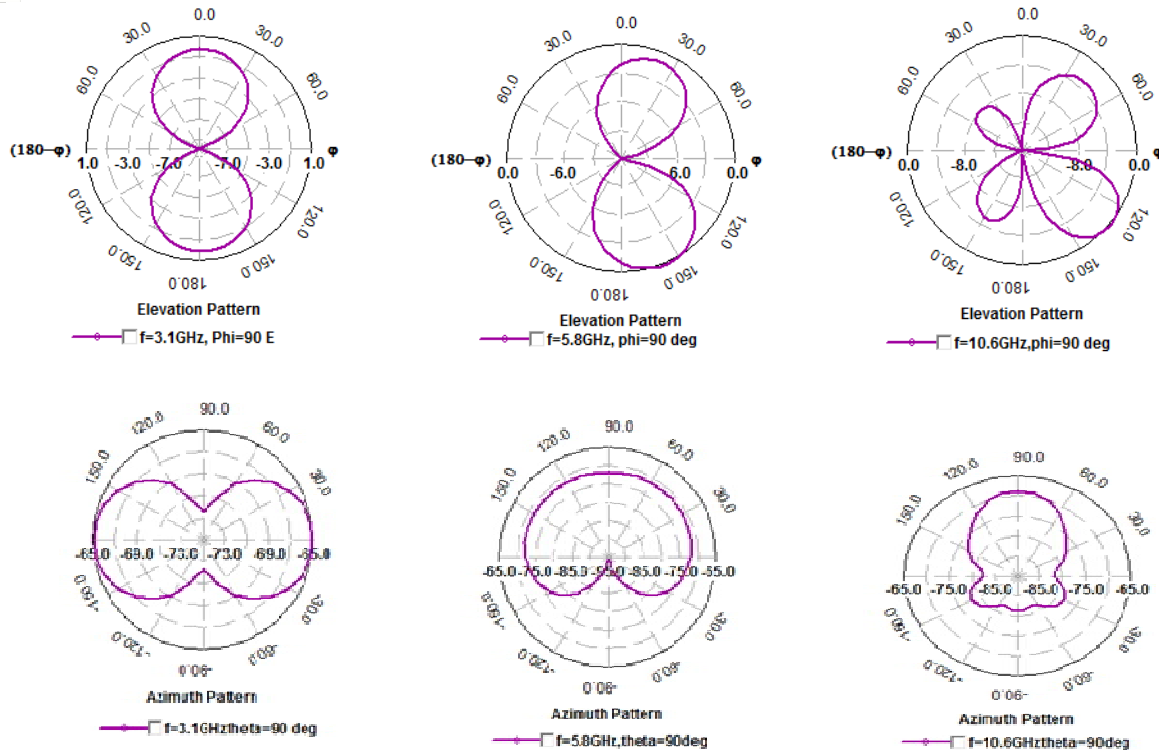 0.0
30.0 30.0
60.0 60.0
(180-φ) φ
1.0 -3.0 -7.0 -7.0 -3.0 1.0
120.0 120.0
150.0 150.0
180.0
Elevation Pattern
f=3.1GHz, Phi=90 E
0.0
30.0 30.0
60.0 60.0
(180-φ) φ
0.0 -6.0 -6.0 0.0
120.0 120.0
150.0 150.0
180.0
Elevation Pattern
f=5.8GHz, phi=90 deg
0.0
30.0 30.0
60.0 60.0
(180-φ) φ
0.0 -8.0 -8.0 0.0
120.0 120.0
150.0 150.0
180.0
Elevation Pattern
f=10.6GHz,phi=90 deg
90.0
120.0 60.0
150.0 30.0
-65.0 -69.0 -73.0 -73.0 -69.0 -65.0
-150.0 -30.0
-120.0 -60.0
-90.0
Azimuth Pattern
f=3.1GHztheta=90 deg
90.0
120.0 60.0
150.0 30.0
-65.0 -75.0 -85.0 -95.0 -85.0 -75.0 -65.0
-150.0 -30.0
-120.0 -60.0
-90.0
Azimuth Pattern
f=5.8GHz,theta=90deg
90.0
120.0 60.0
150.0 30.0
-65.0 -75.0 -85.0 -85.0 -75.0 -65.0
-150.0 -30.0
-120.0 -60.0
-90.0
Azimuth Pattern
f=10.6GHztheta=90deg